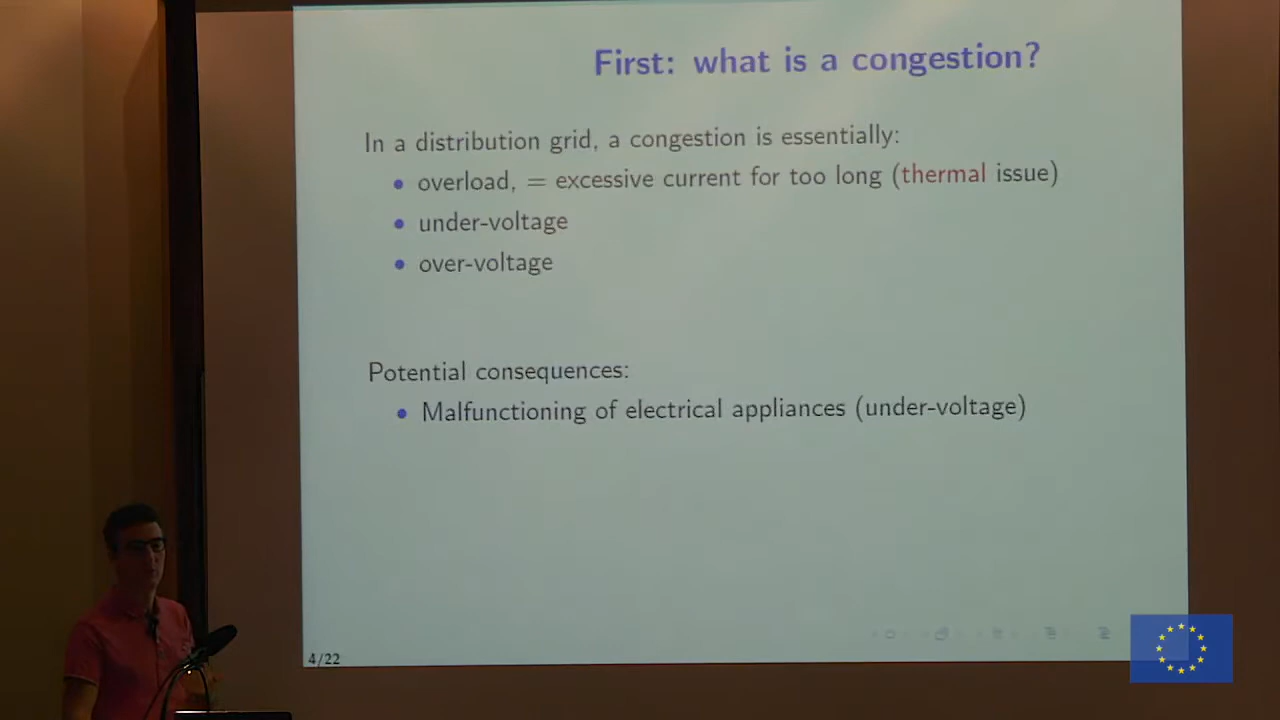 First: what is a congestion?
In a distribution grid, a congestion is essentially:
• overload, = excessive current for too long (thermal issue)
• under-voltage
• over-voltage
Potential consequences:
• Malfunctioning of electrical appliances (under-voltage)
4/22